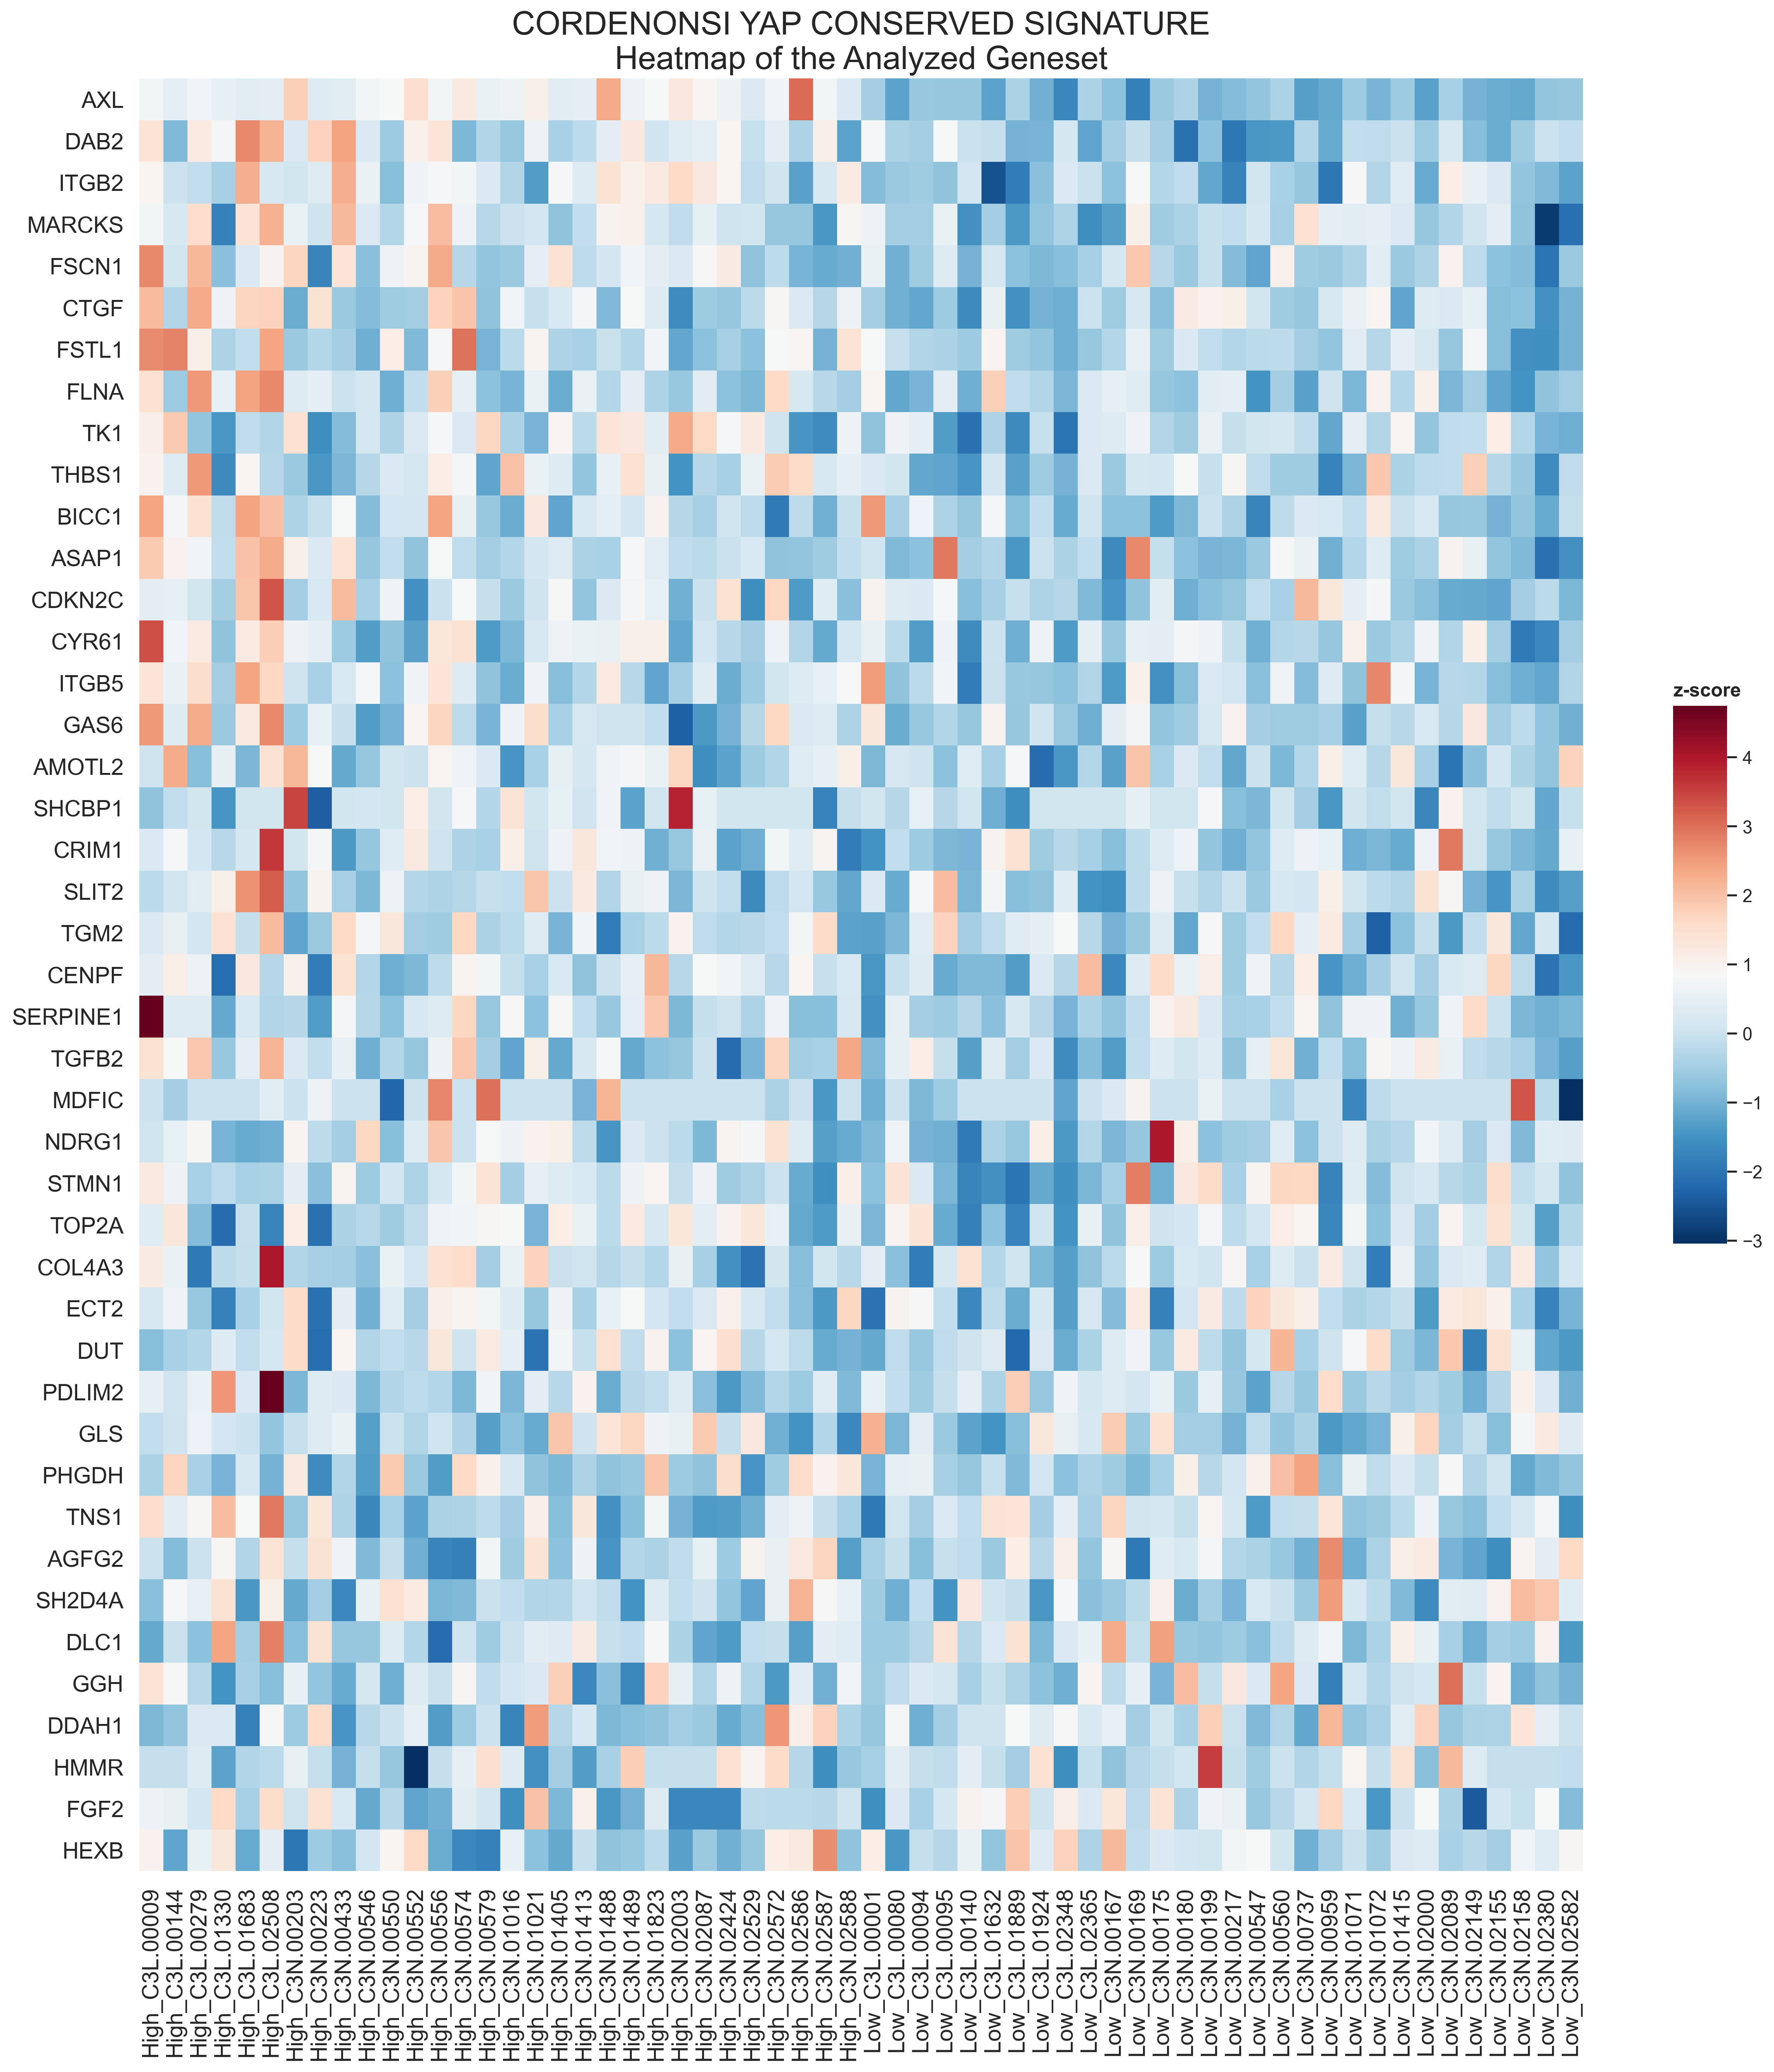 CORDENONSI YAP CONSERVED SIGNATURE
Heatmap of the Analyzed Geneset
AXL
DAB2
ITGB2
MARCKS
FSCN1
CTGF
FSTL1
FLNA
TK1
THBS1
BICC1
ASAP1
CDKN2C
CYR61
ITGB5
GAS6
AMOTL2
SHCBP1
CRIM1
SLIT2
TGM2
CENPF
SERPINE1
TGFB2
MDFIC
NDRG1
STMN1
TOP2A
COL4A3
ECT2
DUT
PDLIM2
GLS
PHGDH
TNS1
AGFG2
SH2D4A
DLC1
GGH
DDAH1
HMMR
FGF2
HEXB
High_C3L.00009
High_C3L.00144
High_C3L.00279
High_C3L.01330
High_C3L.01683
High_C3L.02508
High_C3N.00203
High_C3N.00223
High_C3N.00433
High_C3N.00546
High_C3N.00550
High_C3N.00552
High_C3N.00556
High_C3N.00574
High_C3N.00579
High_C3N.01016
High_C3N.01021
High_C3N.01405
High_C3N.01413
High_C3N.01488
High_C3N.01489
High_C3N.01823
High_C3N.02003
High_C3N.02087
High_C3N.02424
High_C3N.02529
High_C3N.02572
High_C3N.02586
High_C3N.02587
High_C3N.02588
Low_C3L.00001
Low_C3L.00080
Low_C3L.00094
Low_C3L.00095
Low_C3L.00140
Low_C3L.01632
Low_C3L.01889
Low_C3L.01924
Low_C3L.02348
Low_C3L.02365
Low_C3N.00167
Low_C3N.00169
Low_C3N.00175
Low_C3N.00180
Low_C3N.00199
Low_C3N.00217
Low_C3N.00547
Low_C3N.00560
Low_C3N.00737
Low_C3N.00959
Low_C3N.01071
Low_C3N.01072
Low_C3N.01415
Low_C3N.02000
Low_C3N.02089
Low_C3N.02149
Low_C3N.02155
Low_C3N.02158
Low_C3N.02380
Low_C3N.02582
z-score
4
3
2
1
0
−1
−2
−3